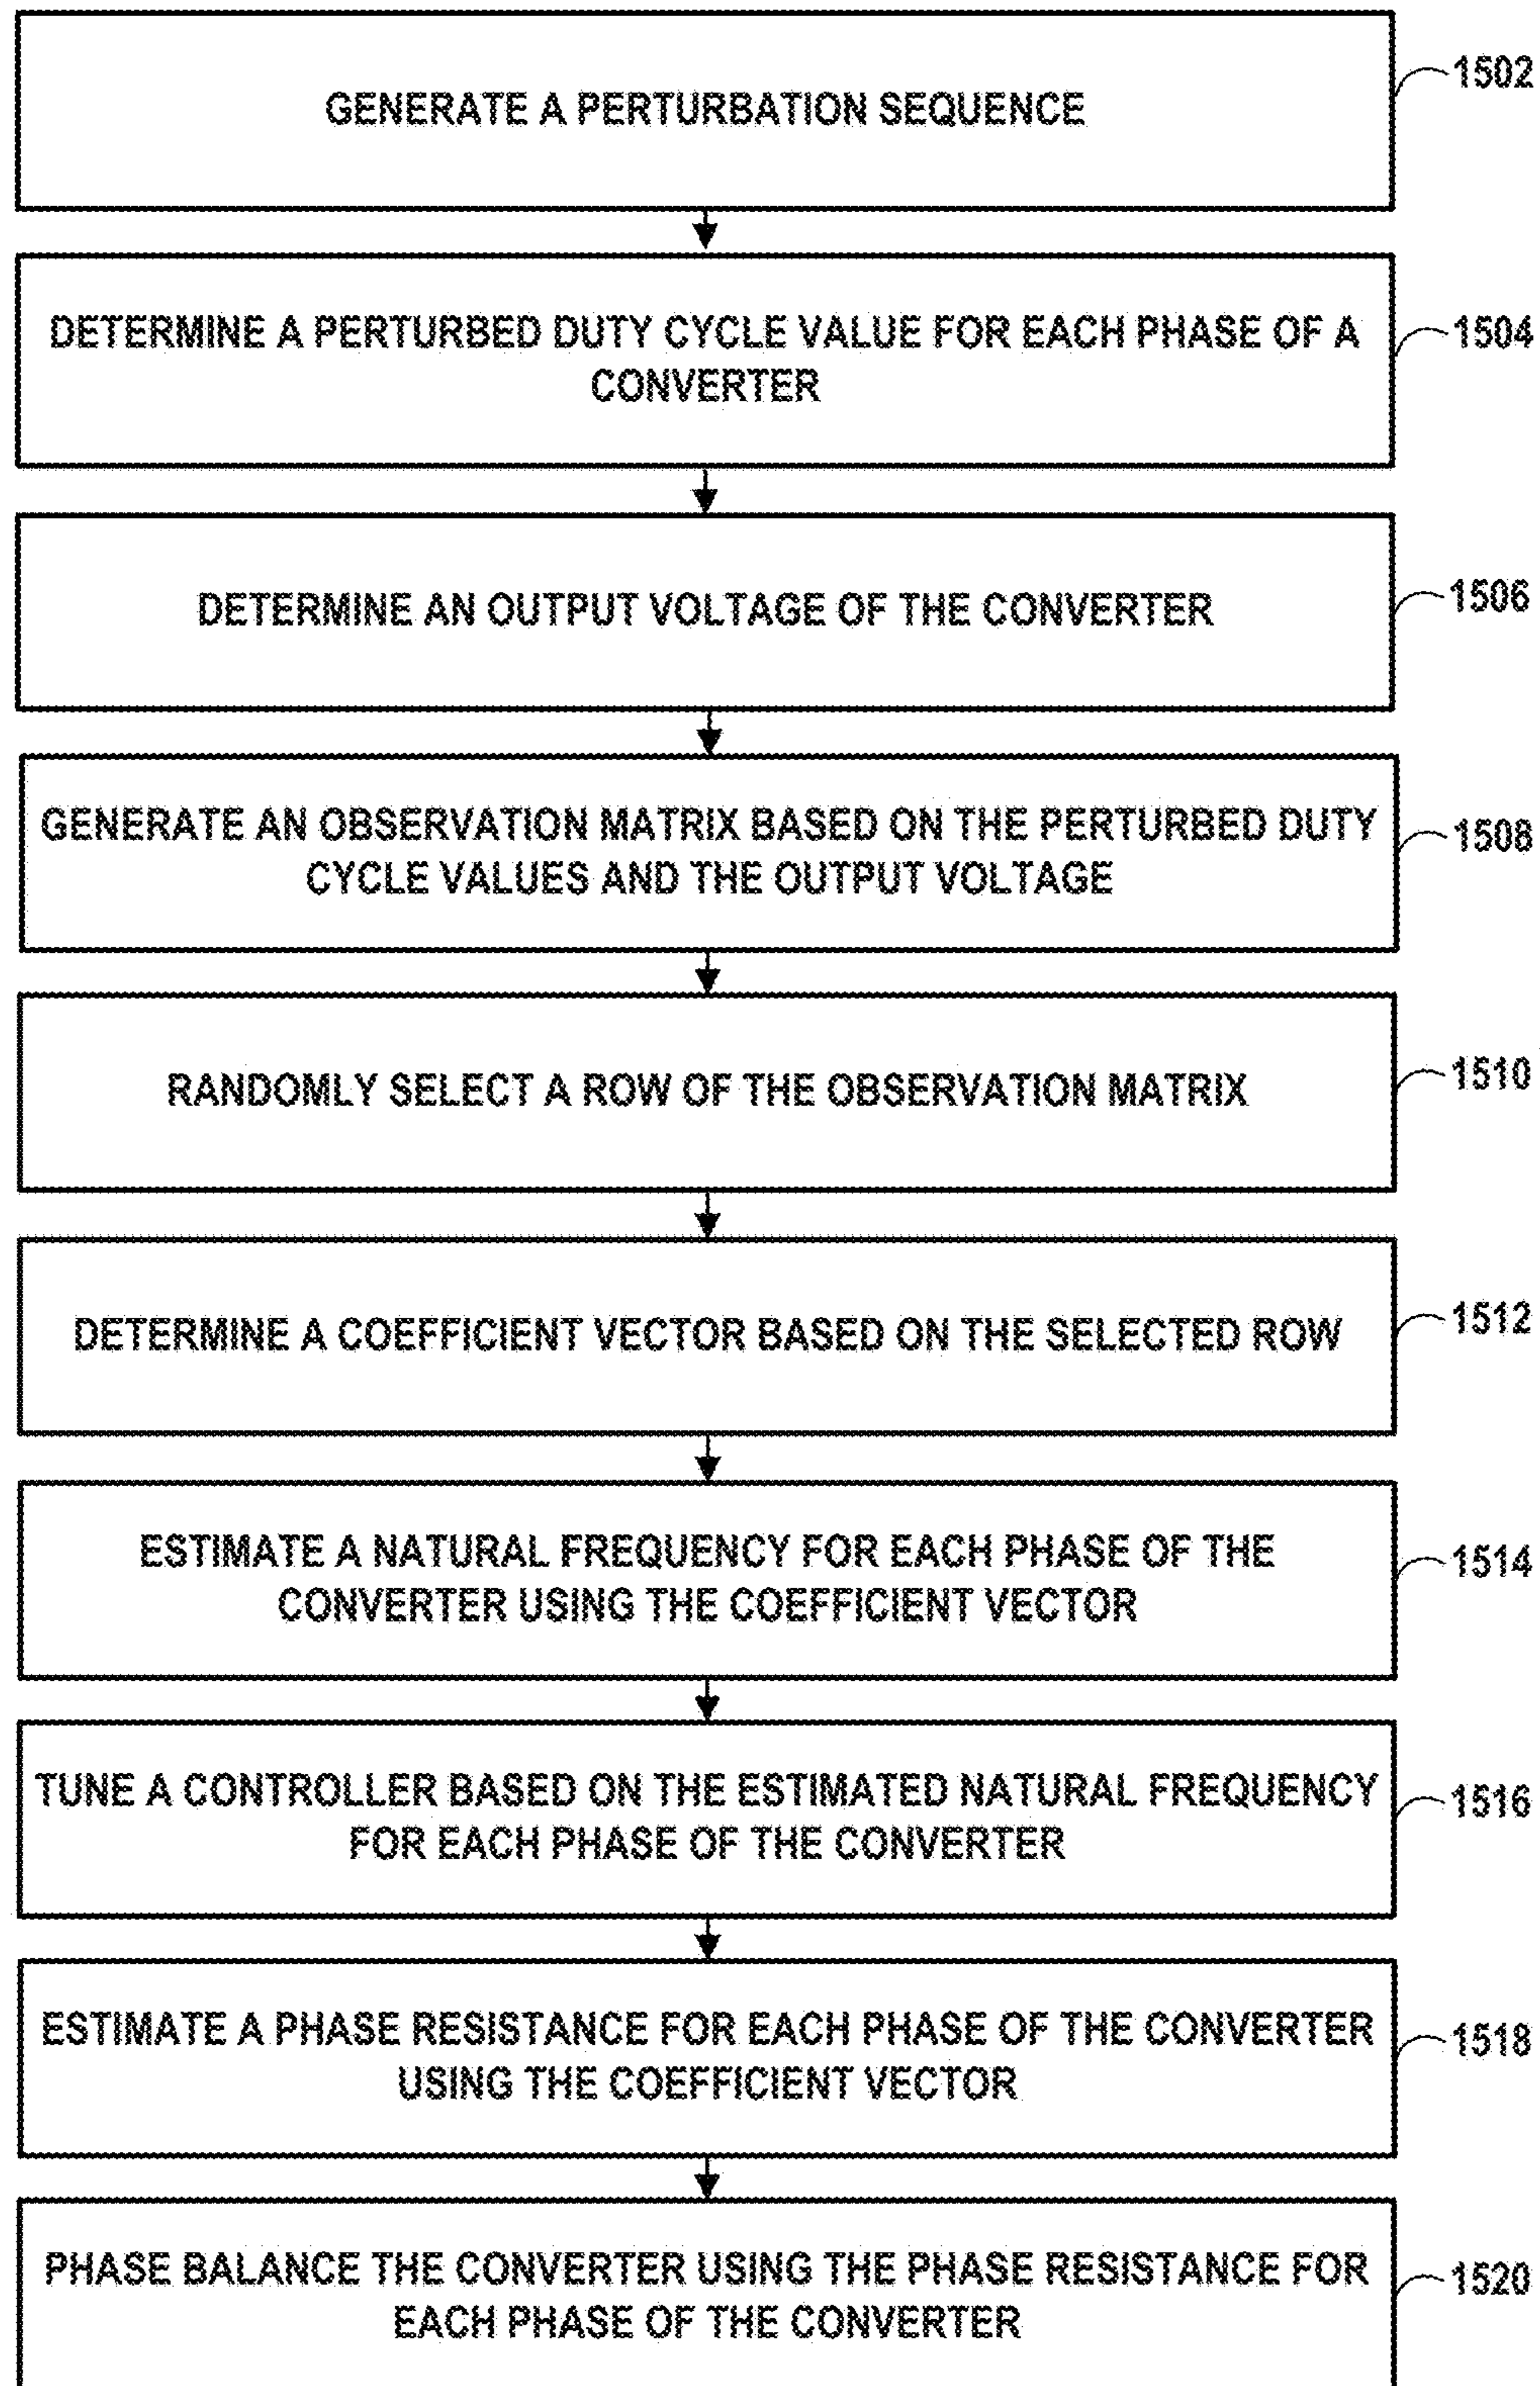 GENERATE A PERTURBATION SEQUENCE
1502
DETERMINE A PERTURBED DUTY CYCLE VALUE FOR EACH PHASE OF A
CONVERTER
1504
DETERMINE AN OUTPUT VOLTAGE OF THE CONVERTER
1506
GENERATE AN OBSERVATION MATRIX BASED ON THE PERTURBED DUTY
CYCLE VALUES AND THE OUTPUT VOLTAGE
1508
RANDOMLY SELECT A ROW OF THE OBSERVATION MATRIX
1510
DETERMINE A COEFFICIENT VECTOR BASED ON THE SELECTED ROW
1512
ESTIMATE A NATURAL FREQUENCY FOR EACH PHASE OF THE
CONVERTER USING THE COEFFICIENT VECTOR
1514
TUNE A CONTROLLER BASED ON THE ESTIMATED NATURAL FREQUENCY
FOR EACH PHASE OF THE CONVERTER
1516
ESTIMATE A PHASE RESISTANCE FOR EACH PHASE OF THE CONVERTER
USING THE COEFFICIENT VECTOR
1518
PHASE BALANCE THE CONVERTER USING THE PHASE RESISTANCE FOR
EACH PHASE OF THE CONVERTER
1520